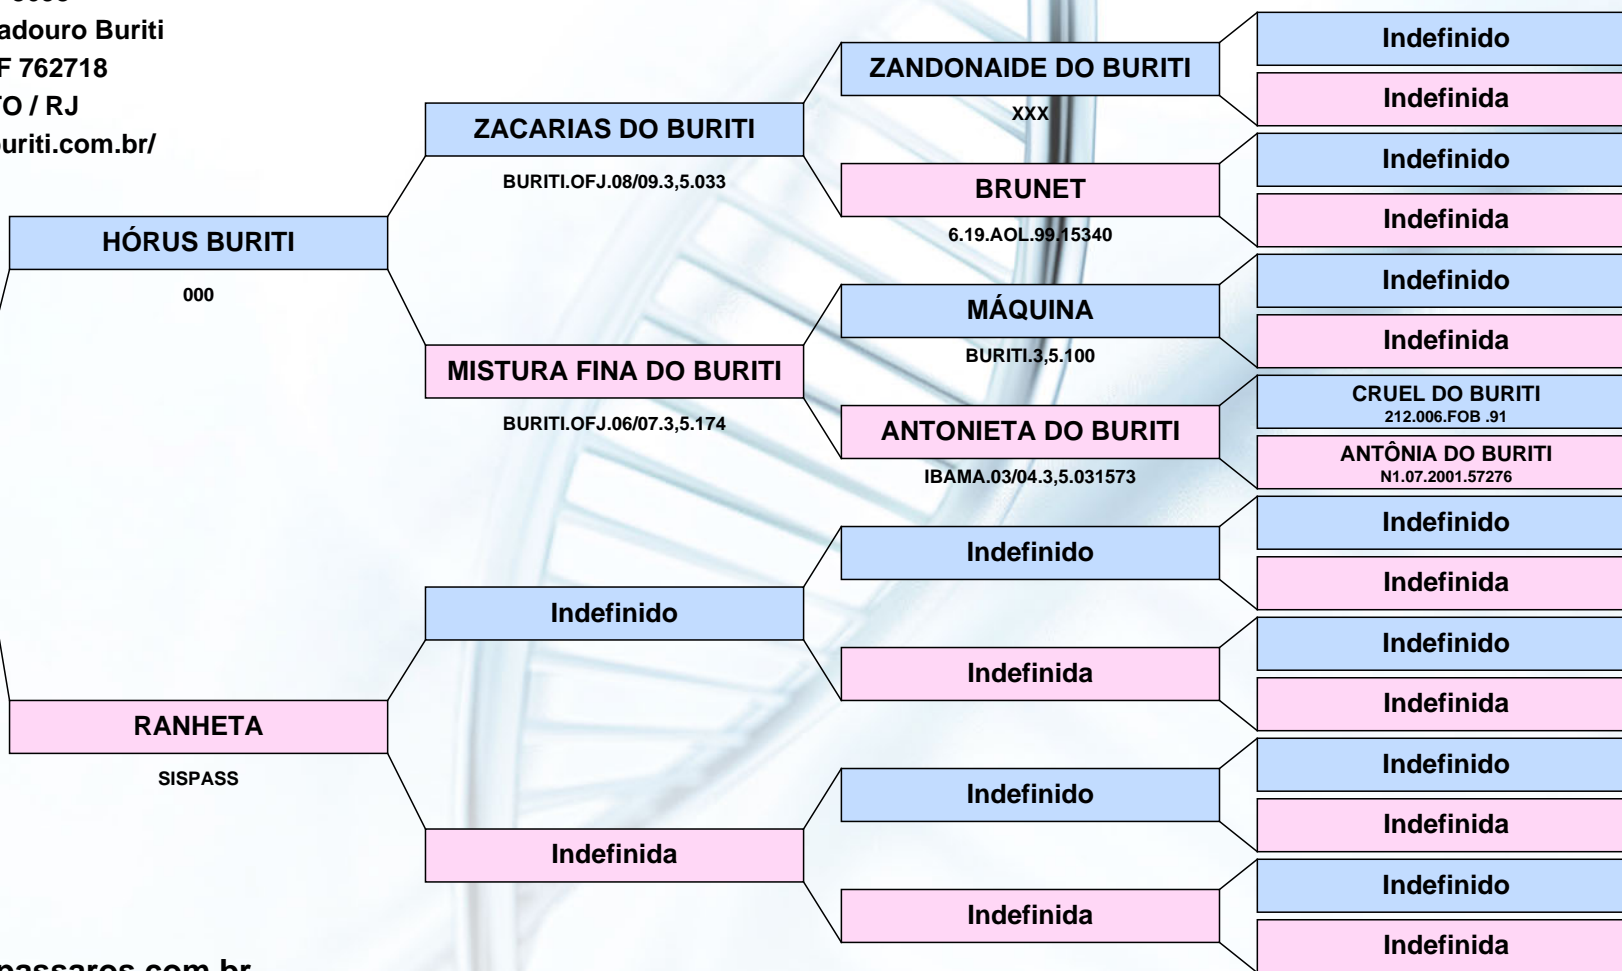 adouro Buriti
F 762718
TO / RJ
uriti.com.br/
HÓRUS BURITI
000
RANHETA
SISPASS
ZACARIAS DO BURITI
BURITI.OFJ.08/09.3,5.033
MISTURA FINA DO BURITI
BURITI.OFJ.06/07.3,5.174
Indefinido
Indefinida
ZANDONAIDE DO BURITI
XXX
BRUNET
6.19.AOL.99.15340
MÁQUINA
BURITI.3,5.100
ANTONIETA DO BURITI
IBAMA.03/04.3,5.031573
Indefinido
Indefinida
Indefinido
Indefinida
Indefinido
Indefinida
Indefinido
Indefinida
Indefinido
Indefinida
CRUEL DO BURITI
212.006.FOB .91
ANTÔNIA DO BURITI
N1.07.2001.57276
Indefinido
Indefinida
Indefinido
Indefinida
Indefinido
Indefinida
Indefinido
Indefinida
passaros.com.br